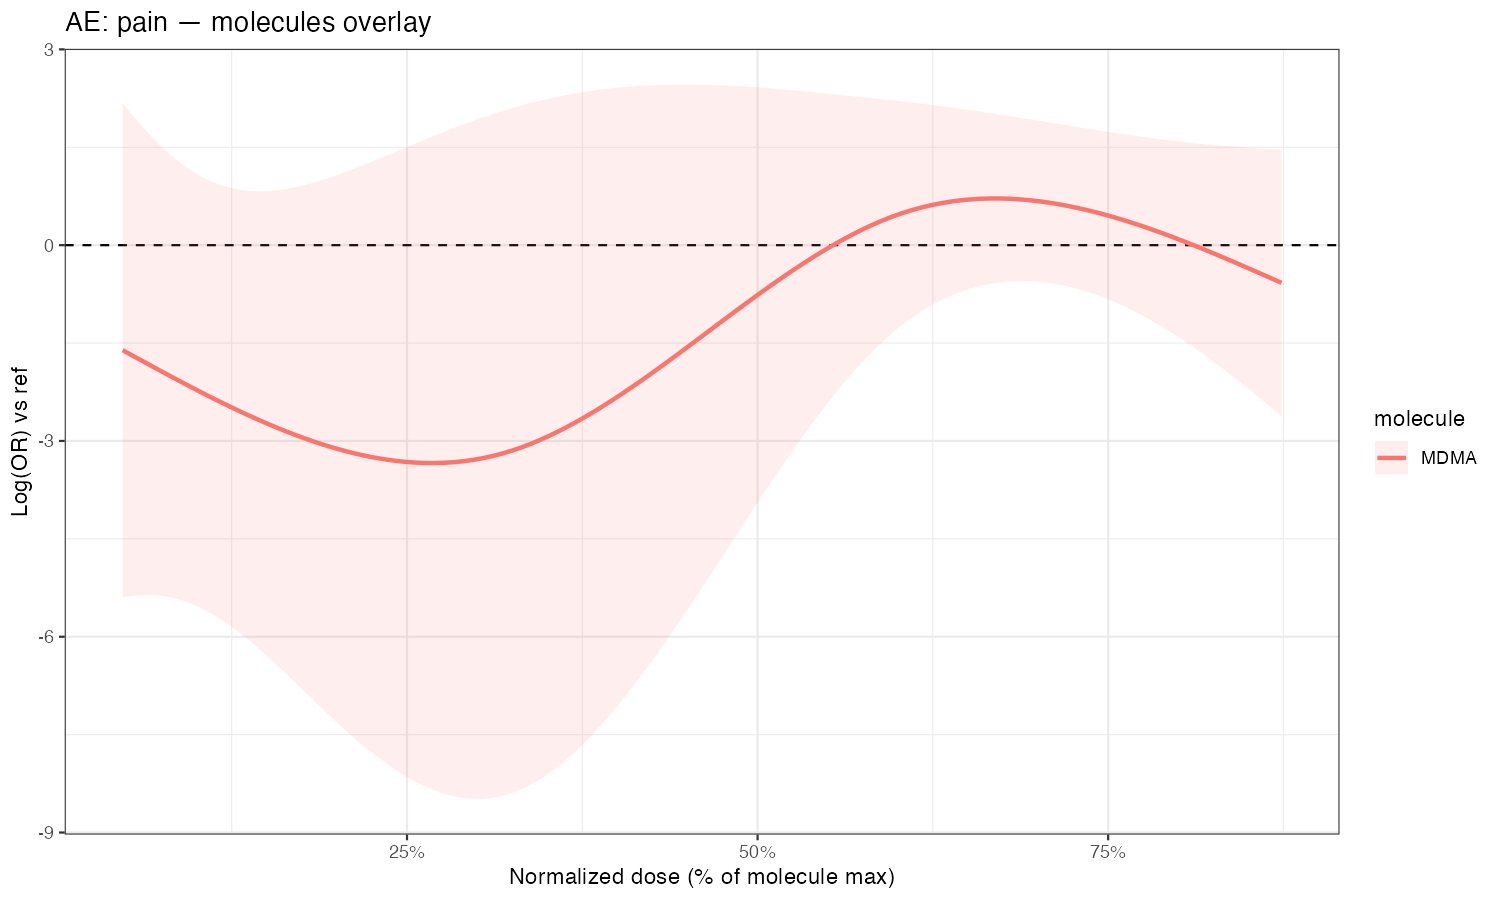 AE: pain — molecules overlay
3
0
-3
-6
-9
Log(OR) vs ref
25%
50%
75%
Normalized dose (% of molecule max)
molecule
MDMA